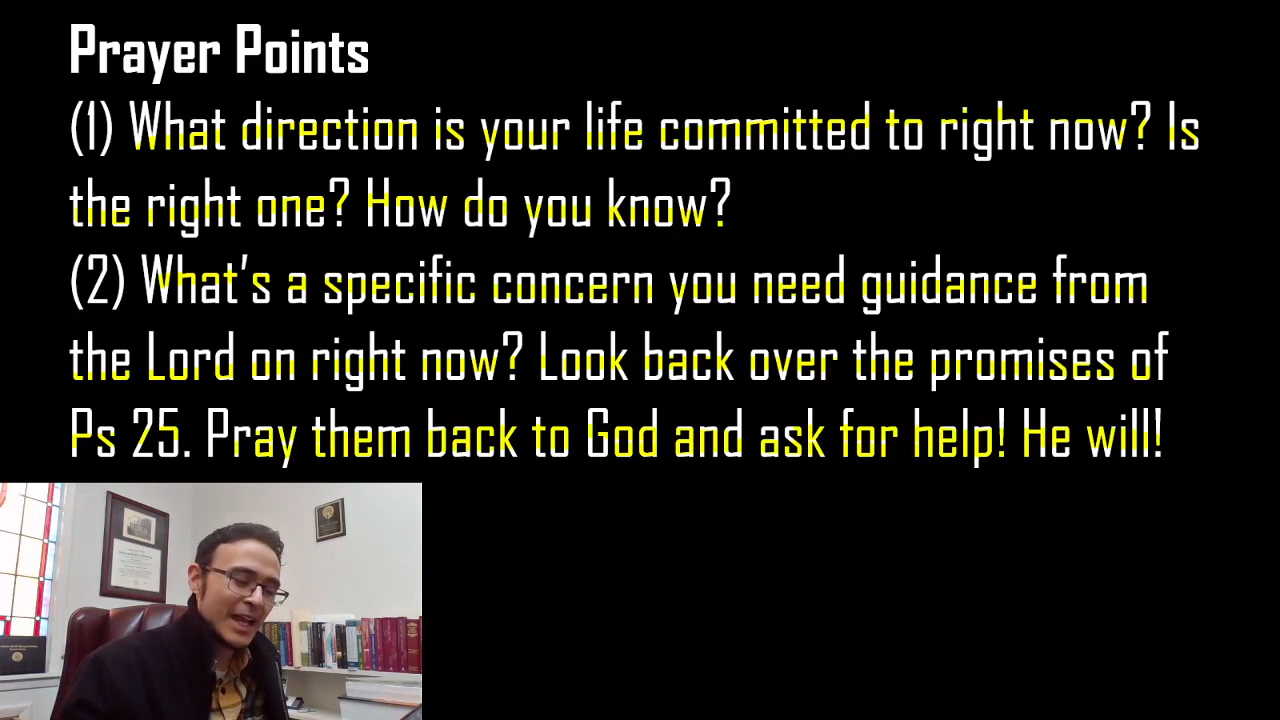 Prayer Points
(1) What direction is your life committed to right now? Is
the right one? How do you know?
(2) What's a specific concern you need guidance from
the Lord on right now? Look back over the promises of
Ps 25. Pray them back to God and ask for help! He will!